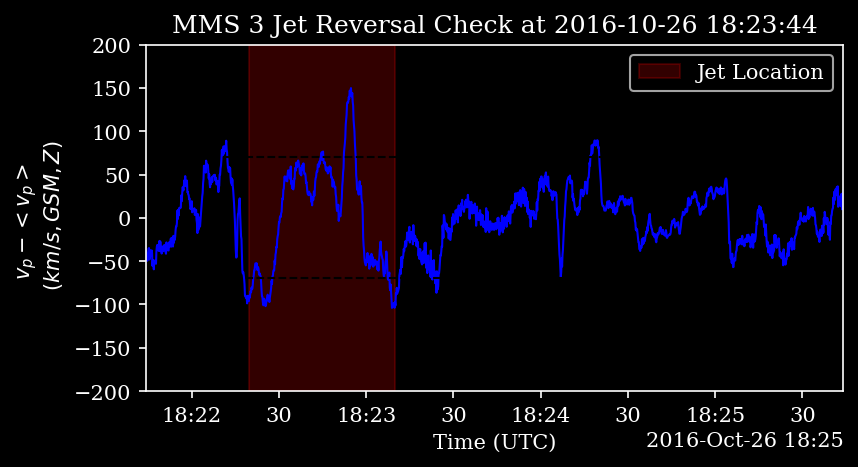 MMS 3 Jet Reversal Check at 2016-10-26 18:23:44
200
150
100
50
0
−50
−100
−150
−200
v_p − < v_p >
(km/s, GSM, Z)
Jet Location
18:22 30 18:23 30 18:24 30 18:25 30
Time (UTC)
2016-Oct-26 18:25